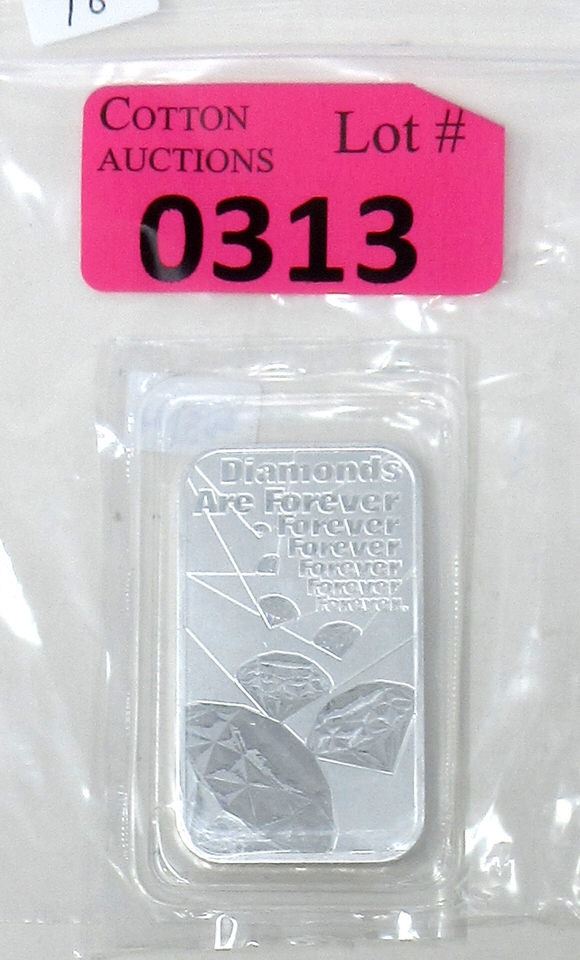 COTTON
AUCTIONS
Lot #
0313
Diamonds
Are Forever
Forever
Forever
Forever
Forever
Forever.